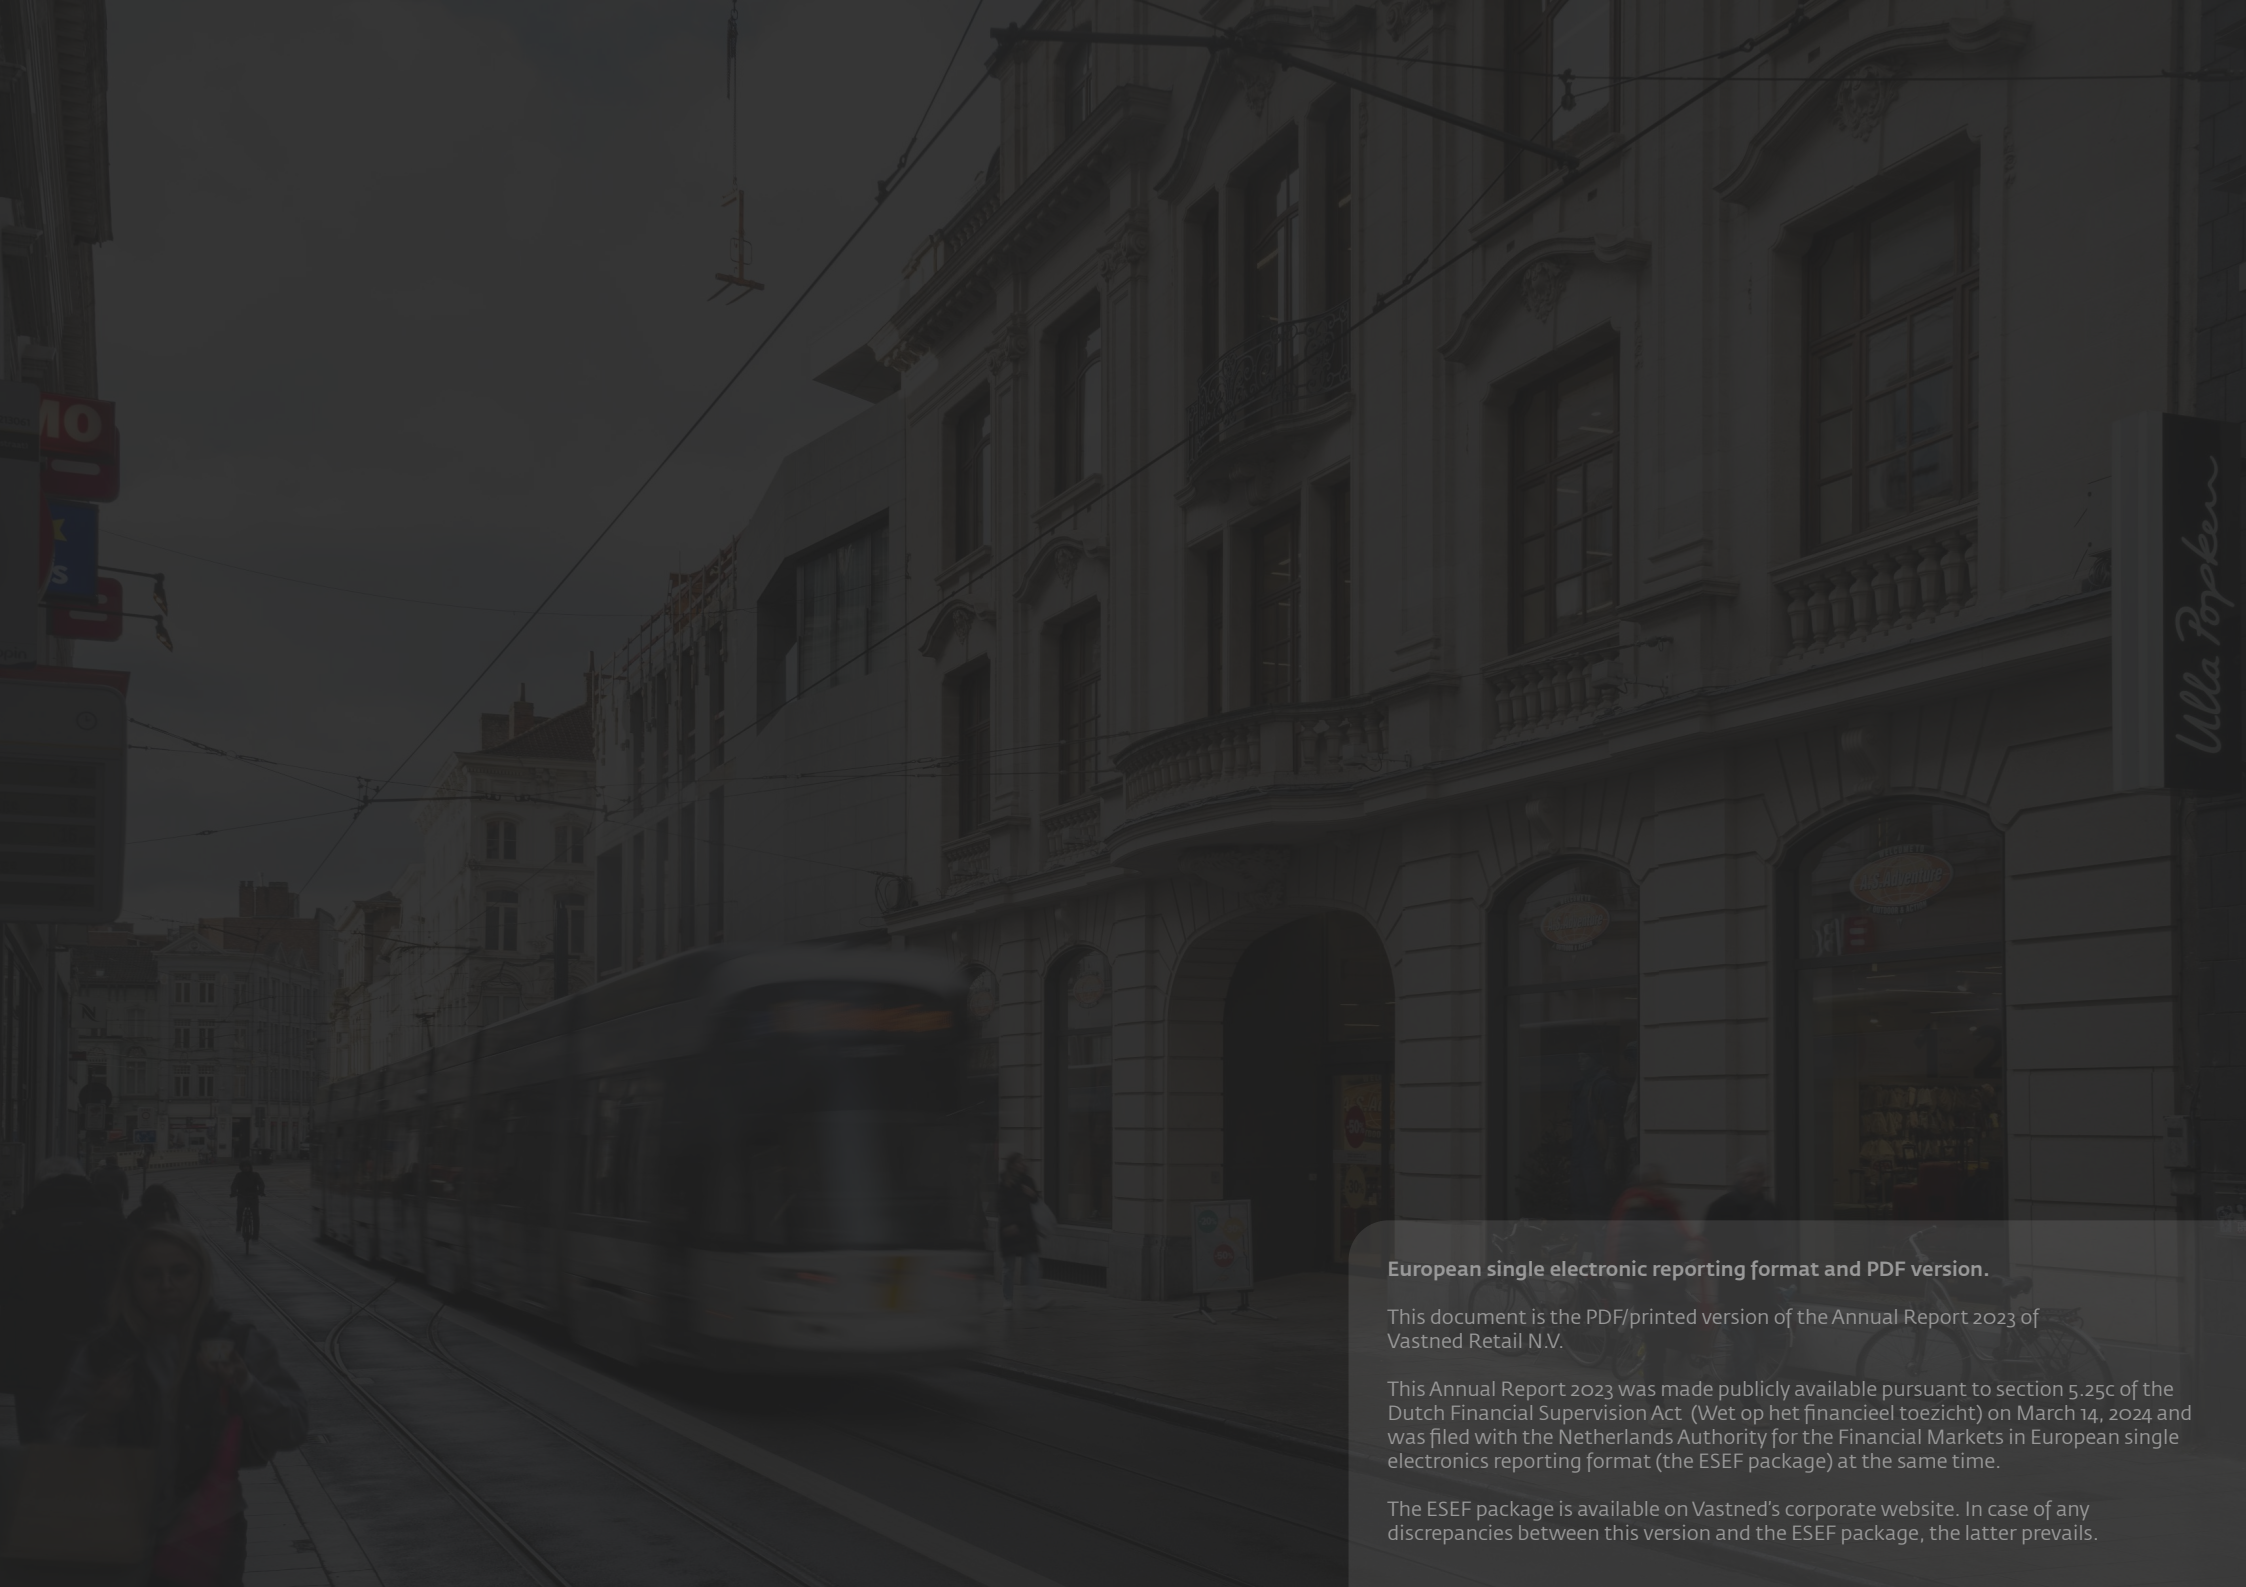 MO
S
Ulla Popken
A.S.Adventure
European single electronic reporting format and PDF version.
This document is the PDF/printed version of the Annual Report 2023 of
Vastned Retail N.V.
This Annual Report 2023 was made publicly available pursuant to section 5.25c of the
Dutch Financial Supervision Act (Wet op het financieel toezicht) on March 14, 2024 and
was filed with the Netherlands Authority for the Financial Markets in European single
electronics reporting format (the ESEF package) at the same time.
The ESEF package is available on Vastned's corporate website. In case of any
discrepancies between this version and the ESEF package, the latter prevails.